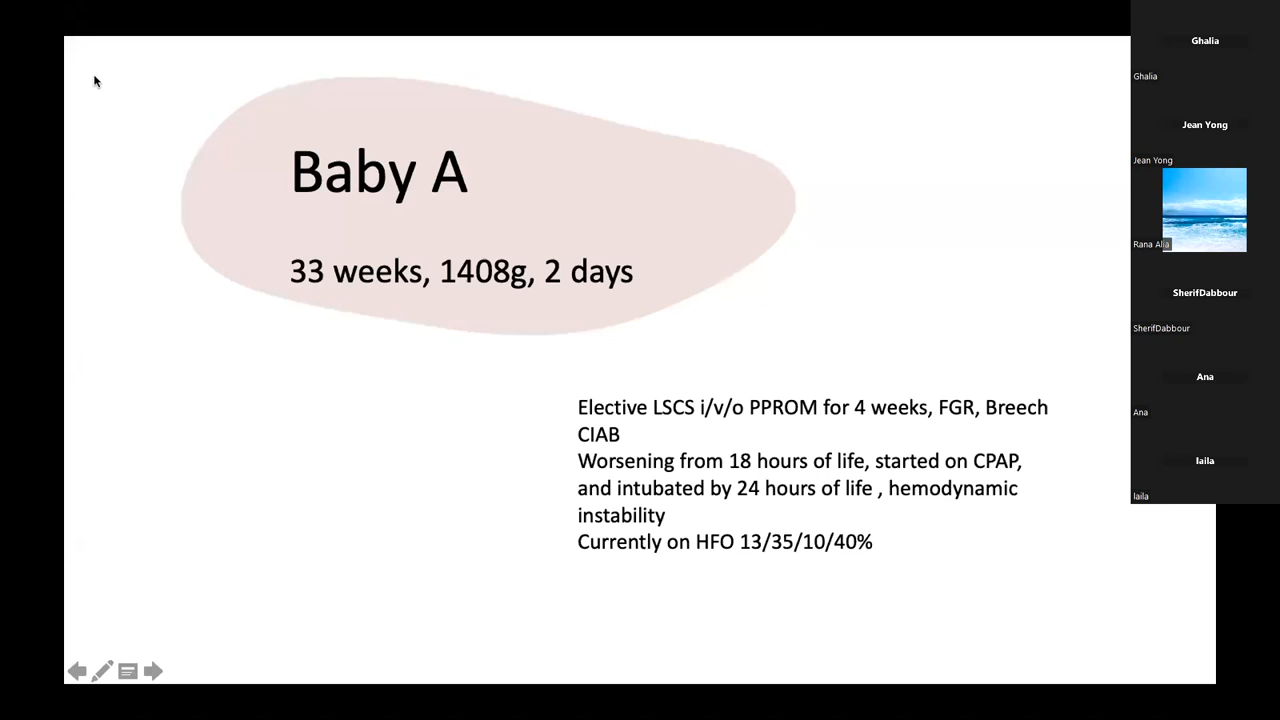 Baby A
33 weeks, 1408g, 2 days
Elective LSCS i/v/o PPROM for 4 weeks, FGR, Breech
CIAB
Worsening from 18 hours of life, started on CPAP,
and intubated by 24 hours of life , hemodynamic
instability
Currently on HFO 13/35/10/40%
Ghalia
Ghalia
Jean Yong
Jean Yong
Rana Alia
SherifDabbour
SherifDabbour
Ana
Ana
laila
laila